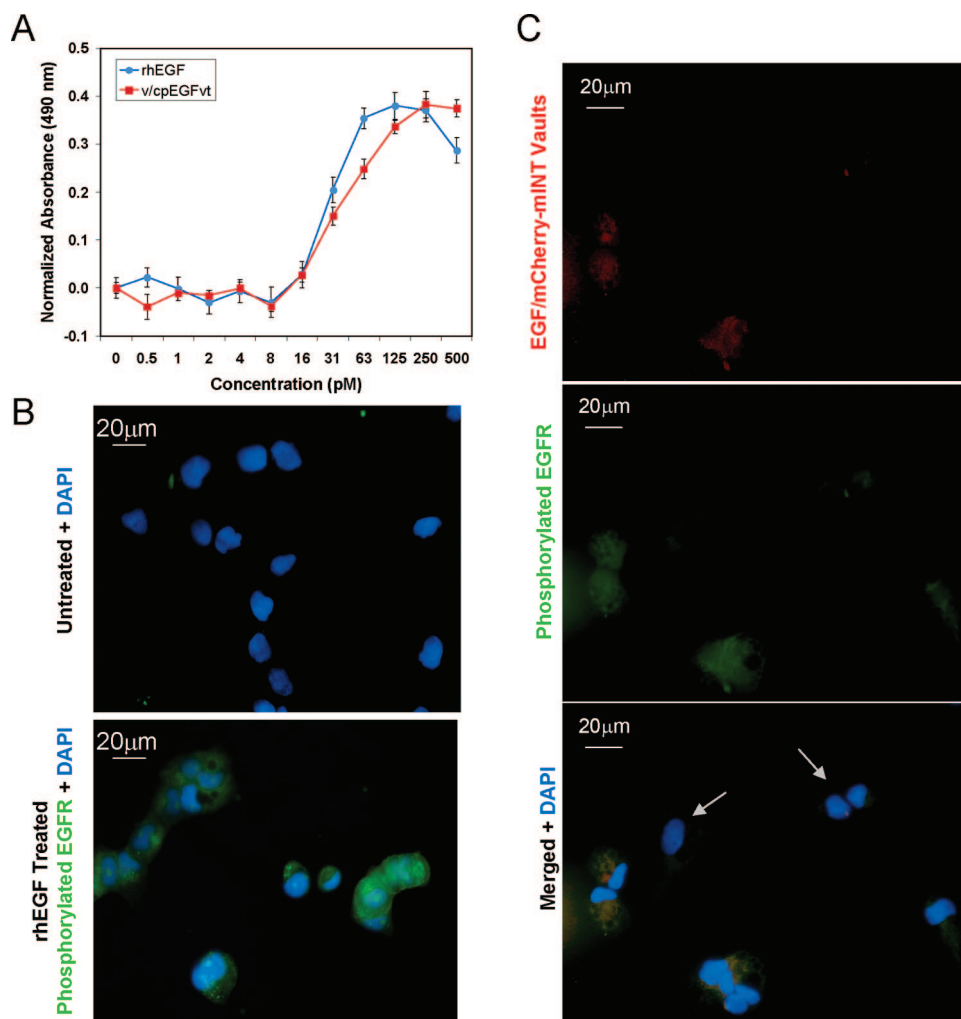 A
0.5
0.4
0.3
0.2
0.1
0.0
-0.1
Normalized Absorbance (490 nm)
rhEGF
v/cpEGFvt
0 0.5 1 2 4 8 16 31 63 125 250 500
Concentration (pM)
B
20μm
Untreated + DAPI
20μm
rhEGF Treated
Phosphorylated EGFR + DAPI
C
20μm
EGF/mCherry-mINT Vaults
20μm
Phosphorylated EGFR
20μm
Merged + DAPI